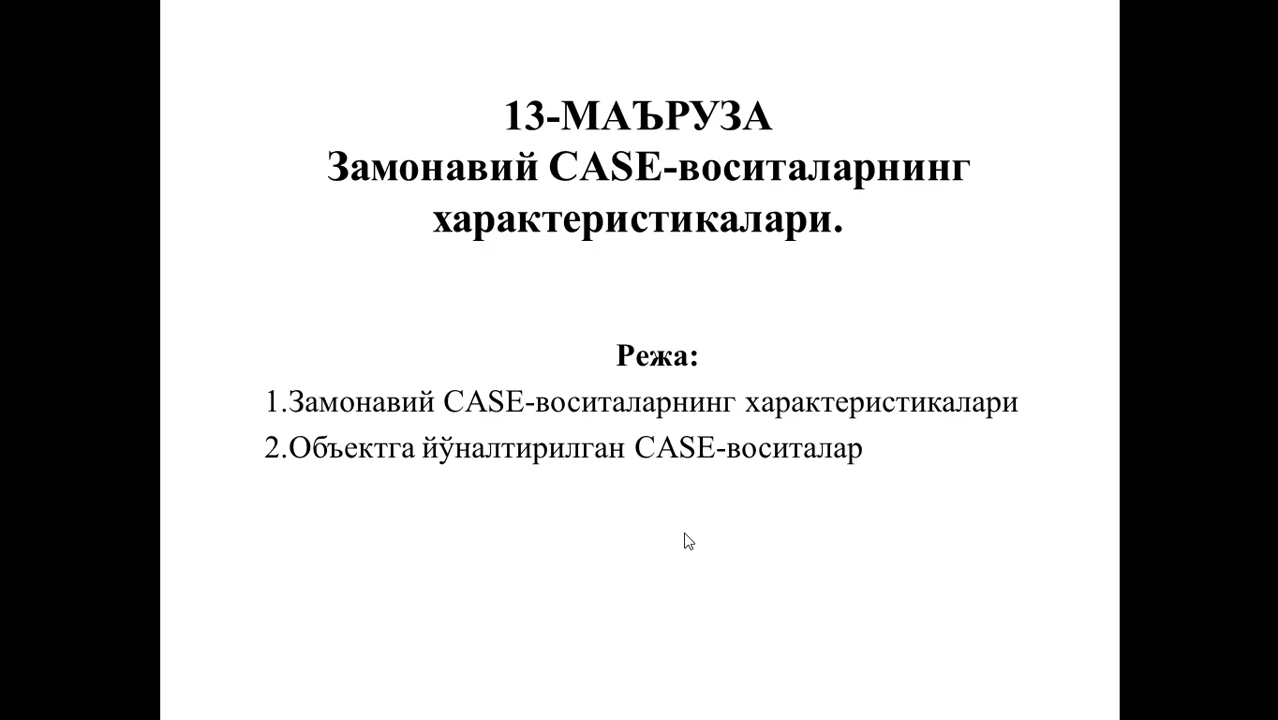 13-МАЪРУЗА
Замонавий CASE-воситаларнинг
характеристикалари.
Режа:
1.Замонавий CASE-воситаларнинг характеристикалари
2.Объектга йўналтирилган CASE-воситалар